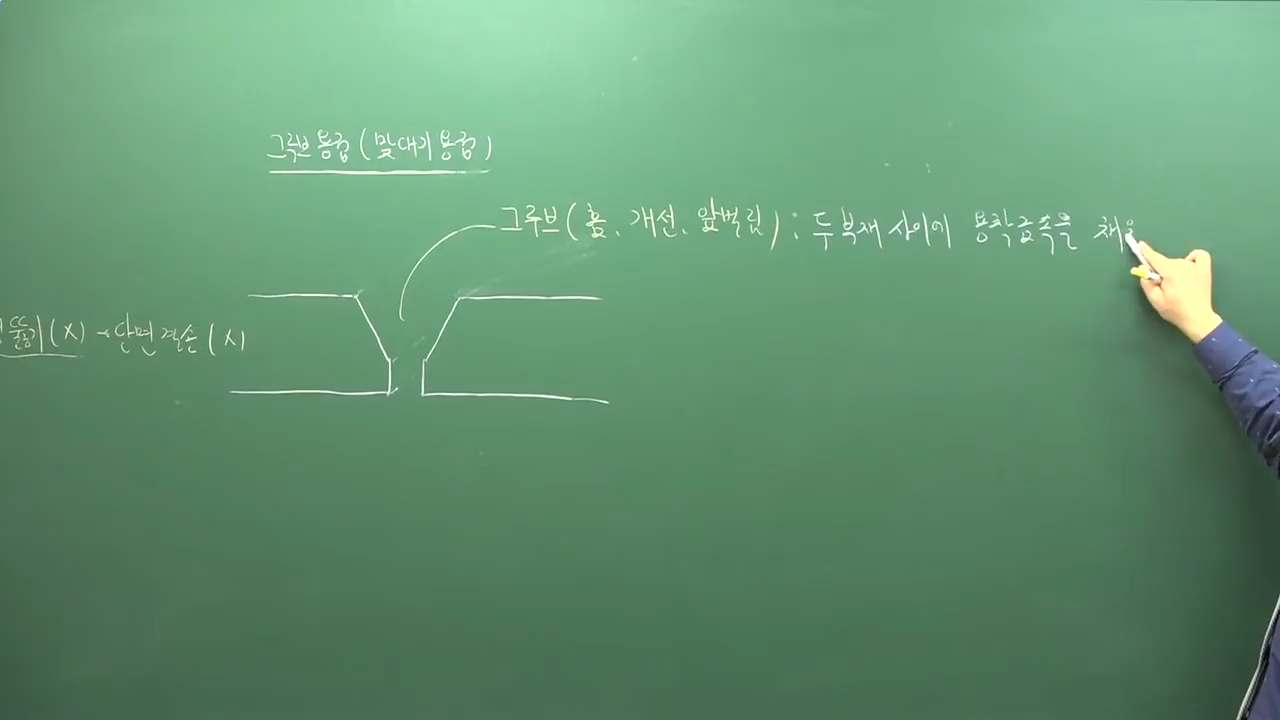 그루브용접 (맞대기 용접)
그루브 (홈, 개선, 앞벌림) : 두 부재 사이에 용착금속을 채우
(X) → 단면결손 (X)